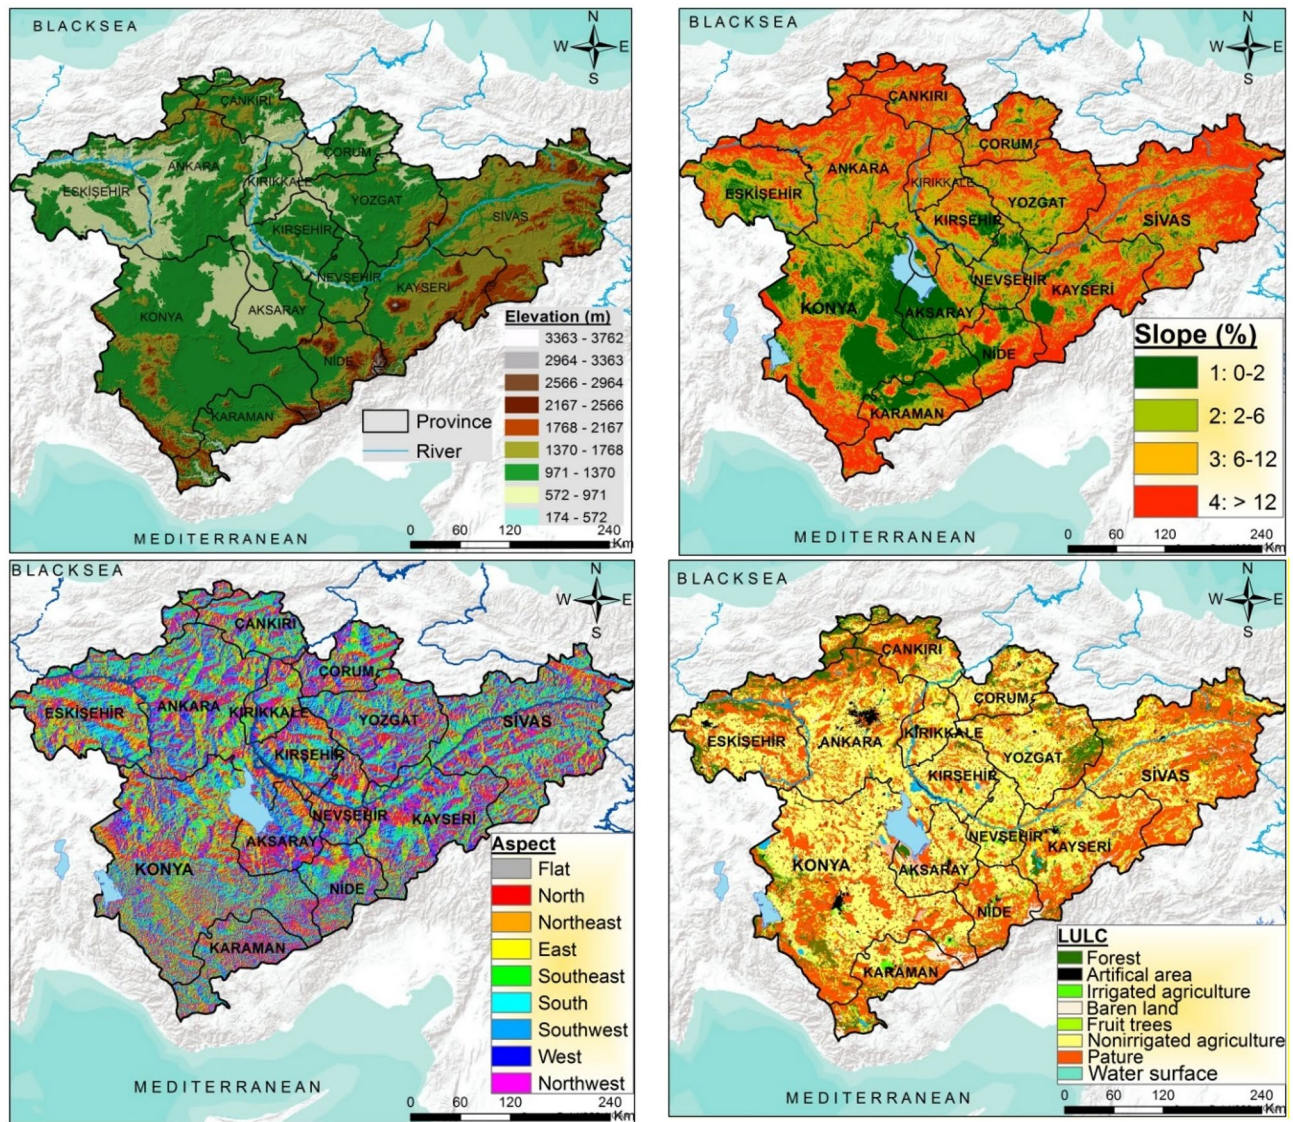 BLACKSEA
N
W E
S
ÇANKIRI
ÇORUM
ANKARA
KIRIKKALE
ESKİŞEHİR
YOZGAT
SİVAS
KIRŞEHİR
NEVŞEHİR
KAYSERİ
KONYA
AKSARAY
NİDE
KARAMAN
Elevation (m)
3363 - 3762
2964 - 3363
2566 - 2964
2167 - 2566
1768 - 2167
1370 - 1768
971 - 1370
572 - 971
174 - 572
Province
River
MEDITERRANEAN
0 60 120 240
Km
BLACKSEA
N
W E
S
ÇANKIRI
ÇORUM
ANKARA
KIRIKKALE
ESKİŞEHİR
YOZGAT
KIRŞEHİR
SİVAS
NEVŞEHİR
KAYSERİ
KONYA
AKSARAY
NİDE
KARAMAN
Slope (%)
1: 0-2
2: 2-6
3: 6-12
4: > 12
MEDITERRANEAN
0 60 120 240
Km
BLACKSEA
N
W E
S
ÇANKIRI
ÇORUM
ESKİŞEHİR
ANKARA
KIRIKKALE
YOZGAT
SİVAS
KIRŞEHİR
NEVŞEHİR
KAYSERİ
AKSARAY
KONYA
NİDE
KARAMAN
Aspect
Flat
North
Northeast
East
Southeast
South
Southwest
West
Northwest
MEDITERRANEAN
0 60 120 240
Km
BLACKSEA
N
W E
S
ÇANKIRI
ÇORUM
KIRIKKALE
ESKİŞEHİR
ANKARA
YOZGAT
KIRŞEHİR
SİVAS
NEVŞEHİR
KAYSERİ
KONYA
AKSARAY
NİDE
KARAMAN
LULC
Forest
Artifical area
Irrigated agriculture
Baren land
Fruit trees
Nonirrigated agriculture
Pature
Water surface
MEDITERRANEAN
0 60 120 240
Km